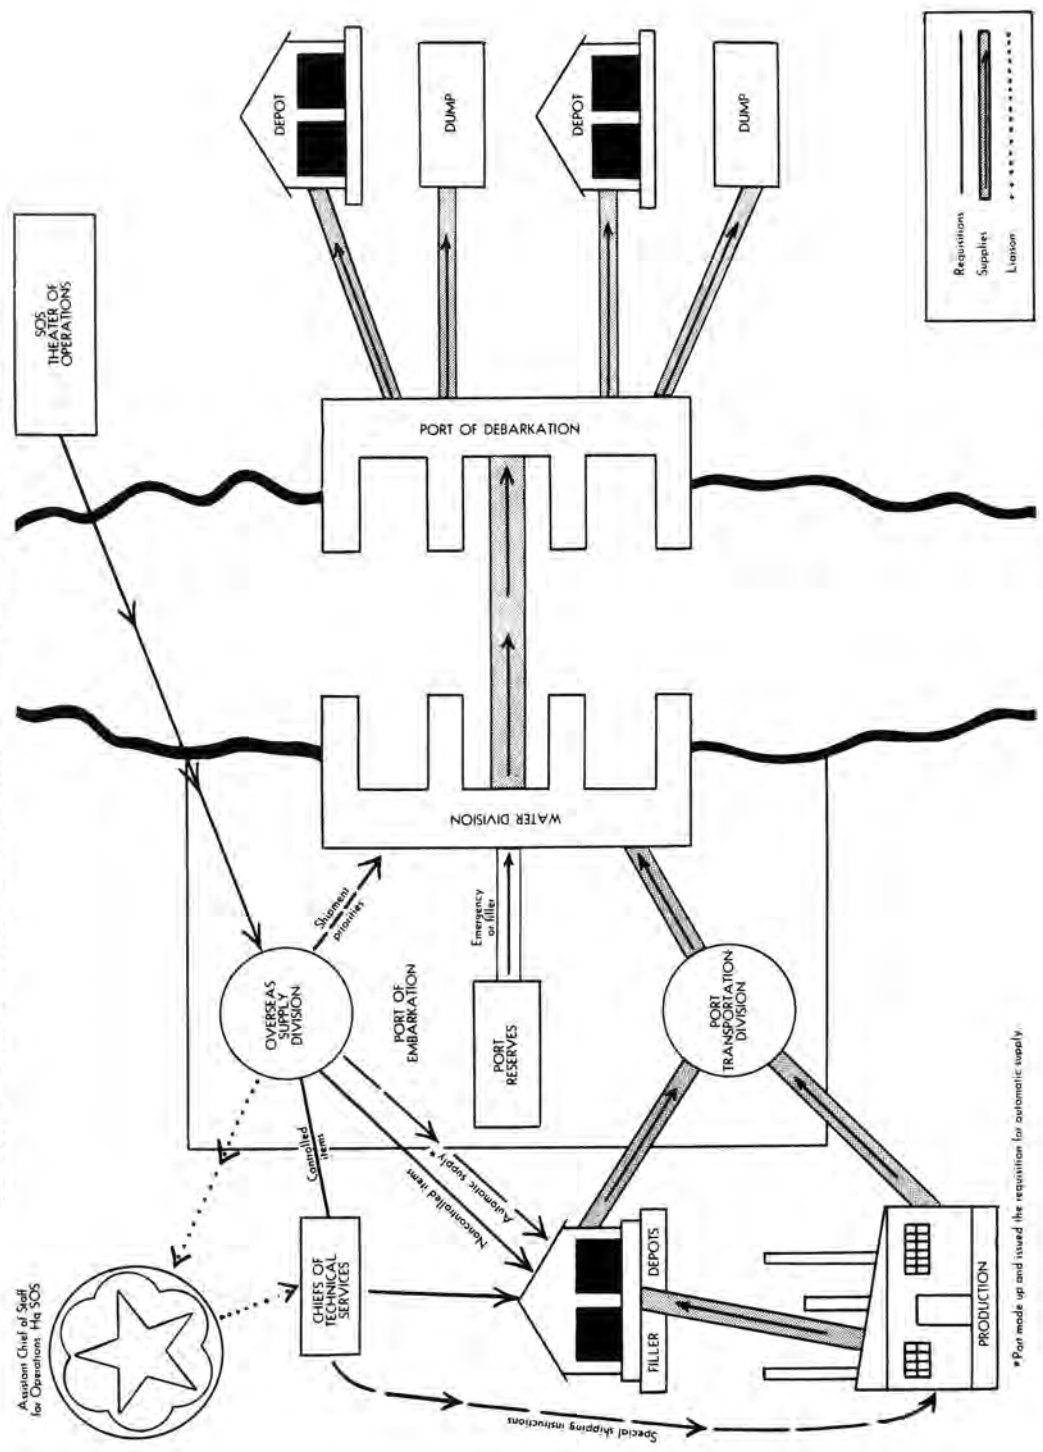 SOS
THEATER OF
OPERATIONS
DEPOT
DUMP
DEPOT
DUMP
PORT OF DEBARKATION
WATER DIVISION
OVERSEAS
SUPPLY
DIVISION
Shipment
priorities
PORT OF
EMBARKATION
Emergency
or filler
PORT
RESERVES
PORT
TRANSPORTATION
DIVISION
Controlled
items
Noncontrolled items
Automatic supply*
Assistant Chief of Staff
for Operations Hq SOS
CHIEFS OF
TECHNICAL
SERVICES
FILLER DEPOTS
PRODUCTION
Special shipping instructions
Requisitions
Supplies
Liaison
*Port made up and issued the requisition for automatic supply.